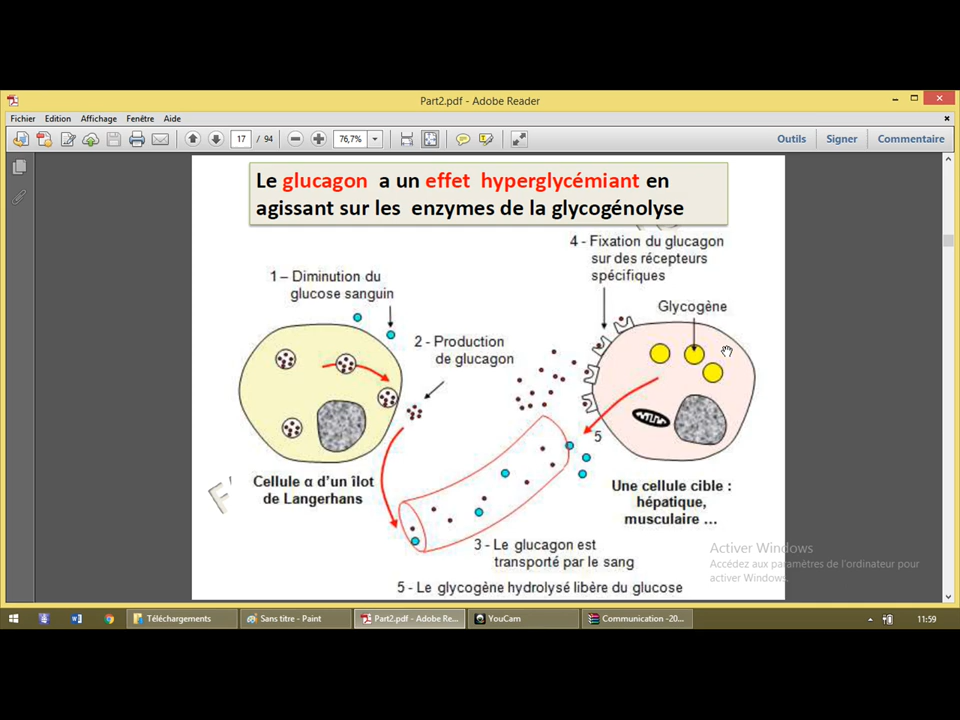 Part2.pdf - Adobe Reader
Fichier Edition Affichage Fenêtre Aide
17 / 94 76,7% Outils Signer Commentaire
Le glucagon a un effet hyperglycémiant en
agissant sur les enzymes de la glycogénolyse
4 - Fixation du glucagon
sur des récepteurs
spécifiques
1 – Diminution du
glucose sanguin
Glycogène
2 - Production
de glucagon
5
Cellule α d'un îlot
de Langerhans
Une cellule cible :
hépatique,
musculaire ...
3 - Le glucagon est
transporté par le sang
5 - Le glycogène hydrolysé libère du glucose
Activer Windows
Accédez aux paramètres de l'ordinateur pour
activer Windows.
Téléchargements
Sans titre - Paint
Part2.pdf - Adobe Re...
YouCam
Communication -20...
11:59